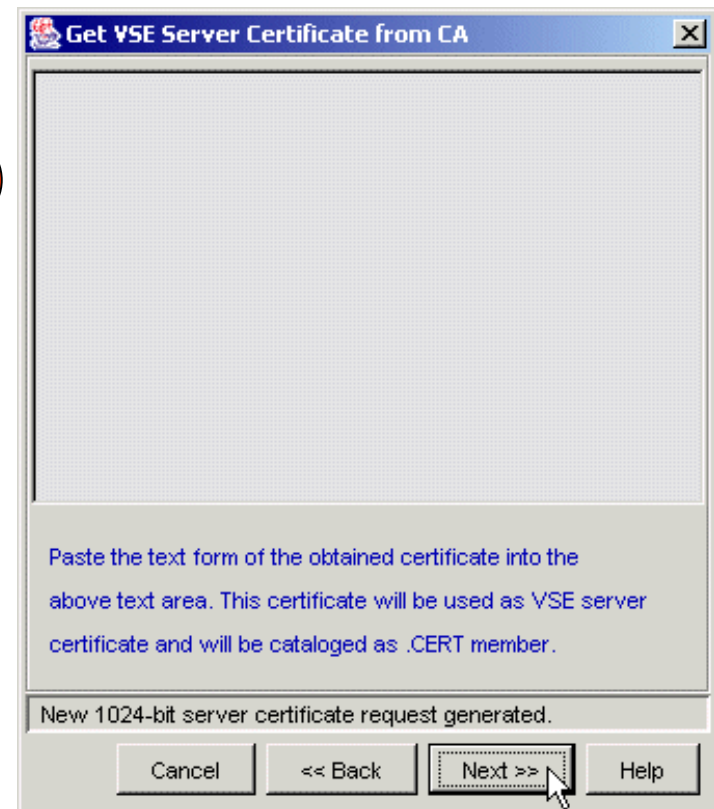 Get VSE Server Certificate from CA
Paste the text form of the obtained certificate into the
above text area. This certificate will be used as VSE server
certificate and will be cataloged as .CERT member.
New 1024-bit server certificate request generated.
Cancel
<< Back
Next >>
Help